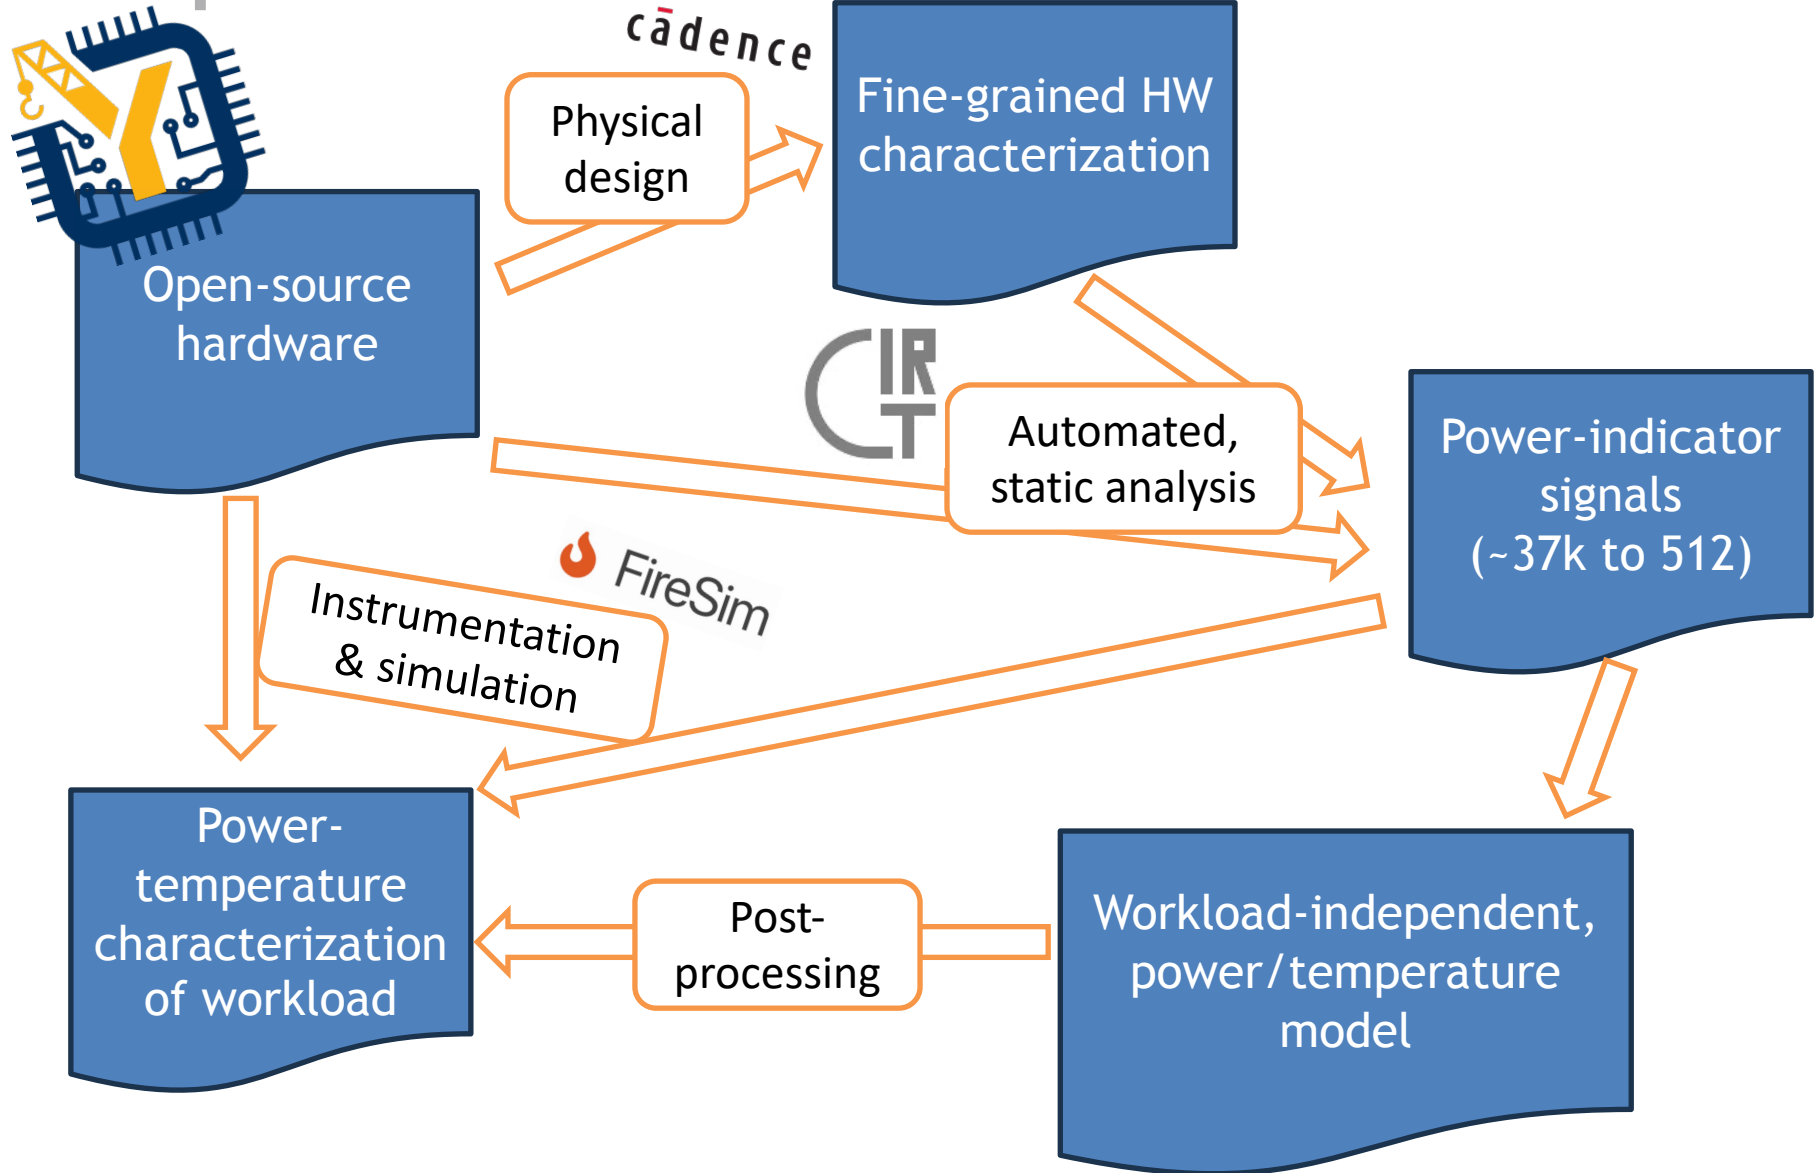 cādence
Physical
design
Fine-grained HW
characterization
Open-source
hardware
CIRCT
Automated,
static analysis
Power-indicator
signals
(~37k to 512)
FireSim
Instrumentation
& simulation
Power-
temperature
characterization
of workload
Post-
processing
Workload-independent,
power/temperature
model